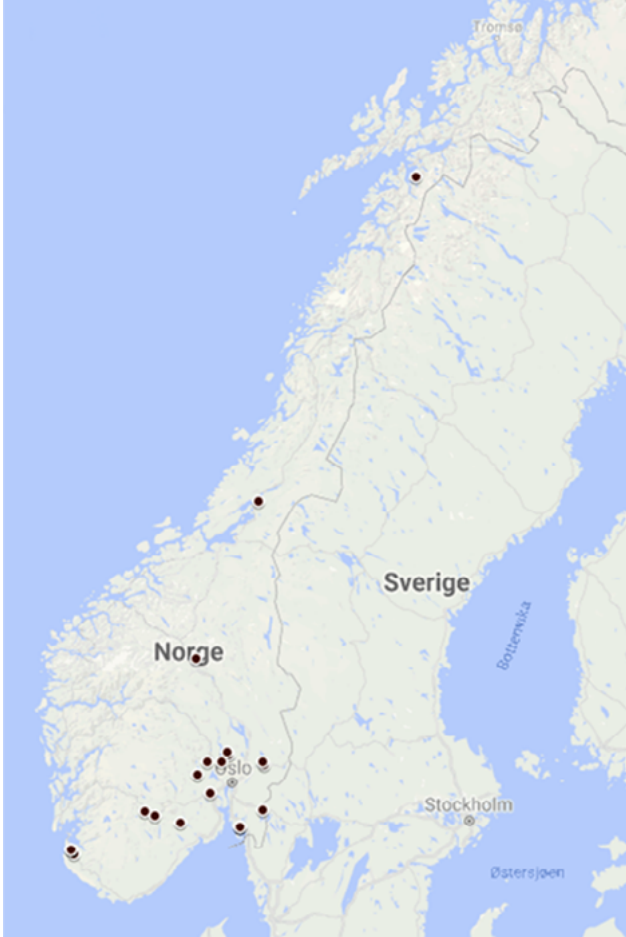 Tromsø
Sverige
Bottenvika
Norge
Oslo
Stockholm
Østersjøen